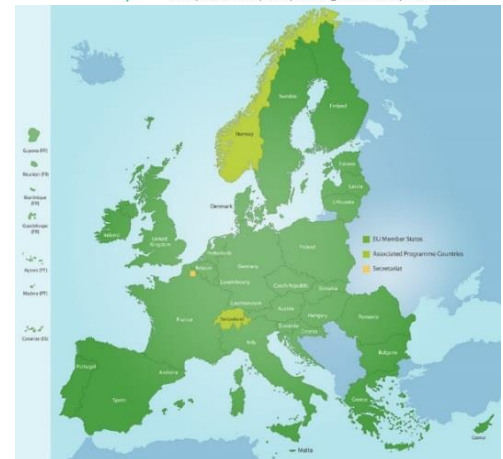 Sweden
Finland
Norway
Guyana (FR)
Reunion (FR)
Martinique
(FR)
Guadeloupe
(FR)
Estonia
Latvia
Lithuania
Denmark
Ireland
United
Kingdom
Netherlands
Poland
EU Member States
Associated Programme Countries
Secretariat
Azores (PT)
Madeira (PT)
Canarias (ES)
Belgium
Germany
Luxembourg
Czech Republic
Slovakia
Liechtenstein
Austria
France
Switzerland
Hungary
Slovenia
Croatia
Romania
Italy
Bulgaria
Portugal
Spain
Andorra
Greece
Malta
Cyprus